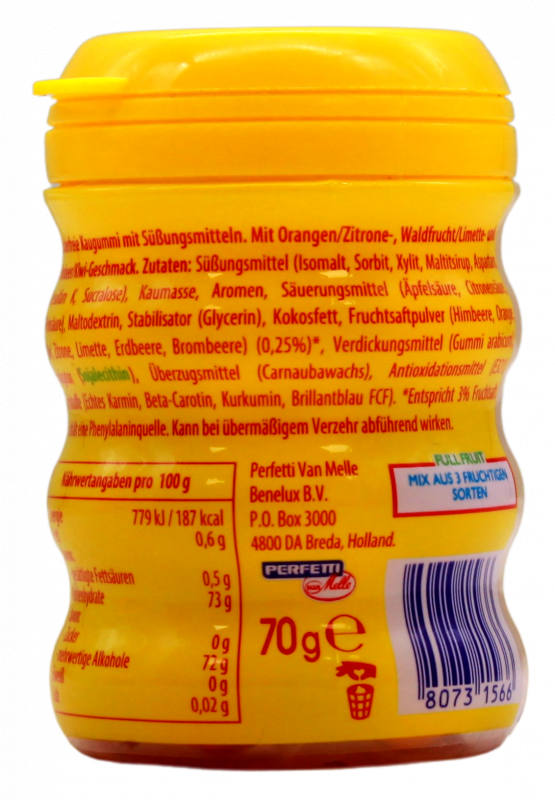 Kaugummi mit Süßungsmitteln. Mit Orangen/Zitrone-, Waldfrucht/Limette- und
Kiwi-Geschmack. Zutaten: Süßungsmittel (Isomalt, Sorbit, Xylit, Maltitsirup,
K, Sucralose), Kaumasse, Aromen, Säuerungsmittel (Äpfelsäure,
Maltodextrin, Stabilisator (Glycerin), Kokosfett, Fruchtsaftpulver (Himbeere,
Zitrone, Limette, Erdbeere, Brombeere) (0,25%)*, Verdickungsmittel (Gummi
(Sojalecithin), Überzugsmittel (Carnaubawachs), Antioxidationsmittel
(Echtes Karmin, Beta-Carotin, Kurkumin, Brillantblau FCF). *Entspricht 3%
eine Phenylalaninquelle. Kann bei übermäßigem Verzehr abführend wirken.
Nährwertangaben pro 100 g
779 kJ / 187 kcal
0,6 g
Fettsäuren 0,5 g
73 g
0 g
mehrwertige Alkohole 72 g
0 g
0,02 g
Perfetti Van Melle
Benelux B.V.
P.O. Box 3000
4800 DA Breda, Holland.
PERFETTI
van Melle
70 g e
FULL FRUIT
MIX AUS 3 FRUCHTIGEN
SORTEN
8073 1566